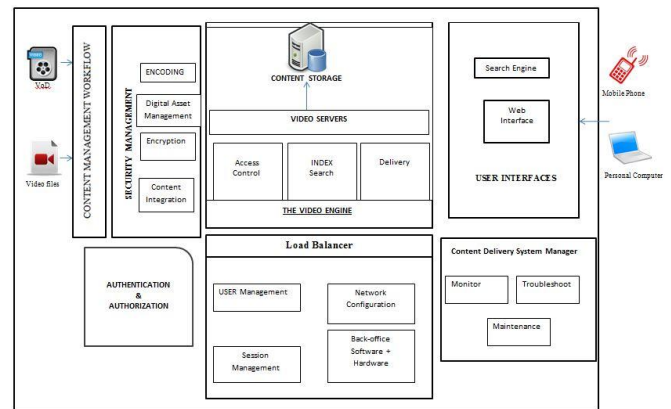 VoD
Video files
CONTENT MANAGEMENT WORKFLOW
SECURITY MANAGEMENT
ENCODING
Digital Asset
Management
Encryption
Content
Integration
CONTENT STORAGE
VIDEO SERVERS
Access
Control
INDEX
Search
Delivery
THE VIDEO ENGINE
Search Engine
Web
Interface
USER INTERFACES
Mobile Phone
Personal Computer
AUTHENTICATION
&
AUTHORIZATION
Load Balancer
USER Management
Network
Configuration
Session
Management
Back-office
Software +
Hardware
Content Delivery System Manager
Monitor
Troubleshoot
Maintenance